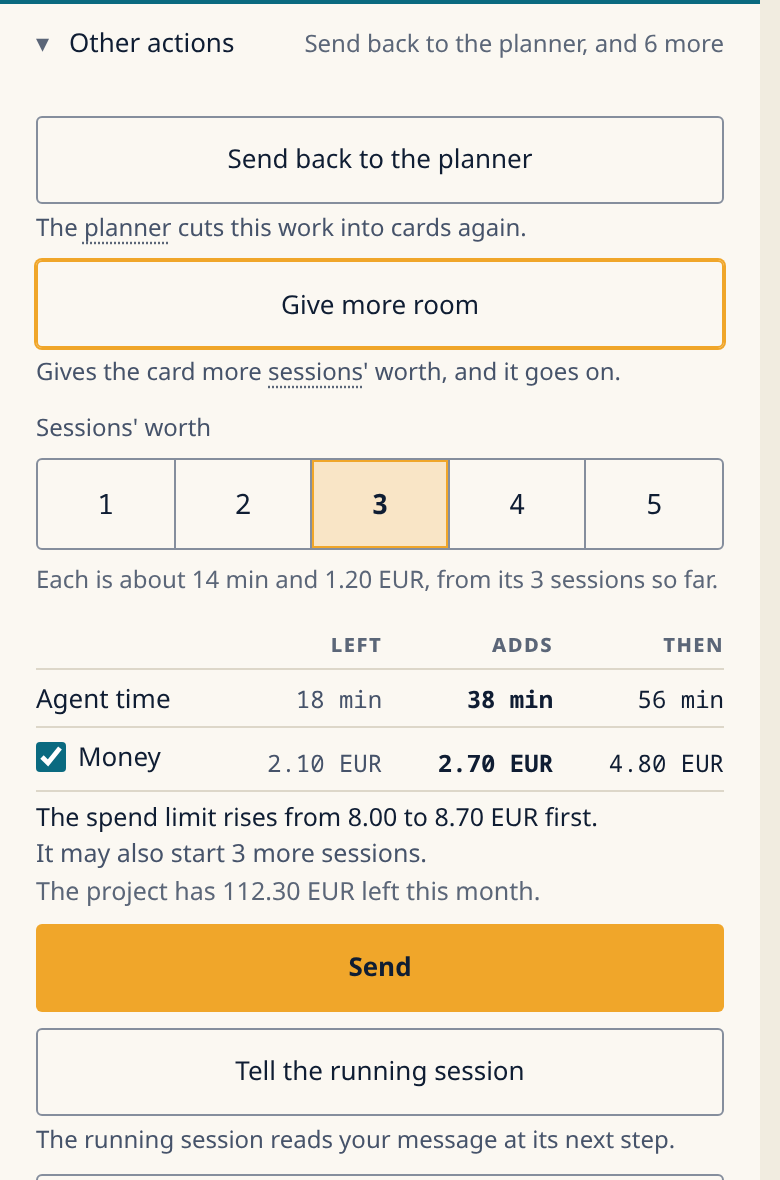 ▼ Other actions Send back to the planner, and 6 more
Send back to the planner
The planner cuts this work into cards again.
Give more room
Gives the card more sessions' worth, and it goes on.
Sessions' worth
1 2 3 4 5
Each is about 14 min and 1.20 EUR, from its 3 sessions so far.
LEFT ADDS THEN
Agent time 18 min 38 min 56 min
Money 2.10 EUR 2.70 EUR 4.80 EUR
The spend limit rises from 8.00 to 8.70 EUR first.
It may also start 3 more sessions.
The project has 112.30 EUR left this month.
Send
Tell the running session
The running session reads your message at its next step.